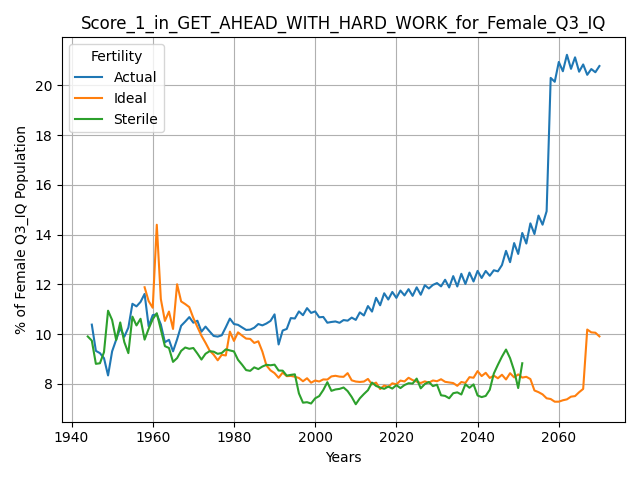 Score_1_in_GET_AHEAD_WITH_HARD_WORK_for_Female_Q3_IQ
Fertility
Actual
Ideal
Sterile
% of Female Q3_IQ Population
20
18
16
14
12
10
8
1940
1960
1980
2000
2020
2040
2060
Years